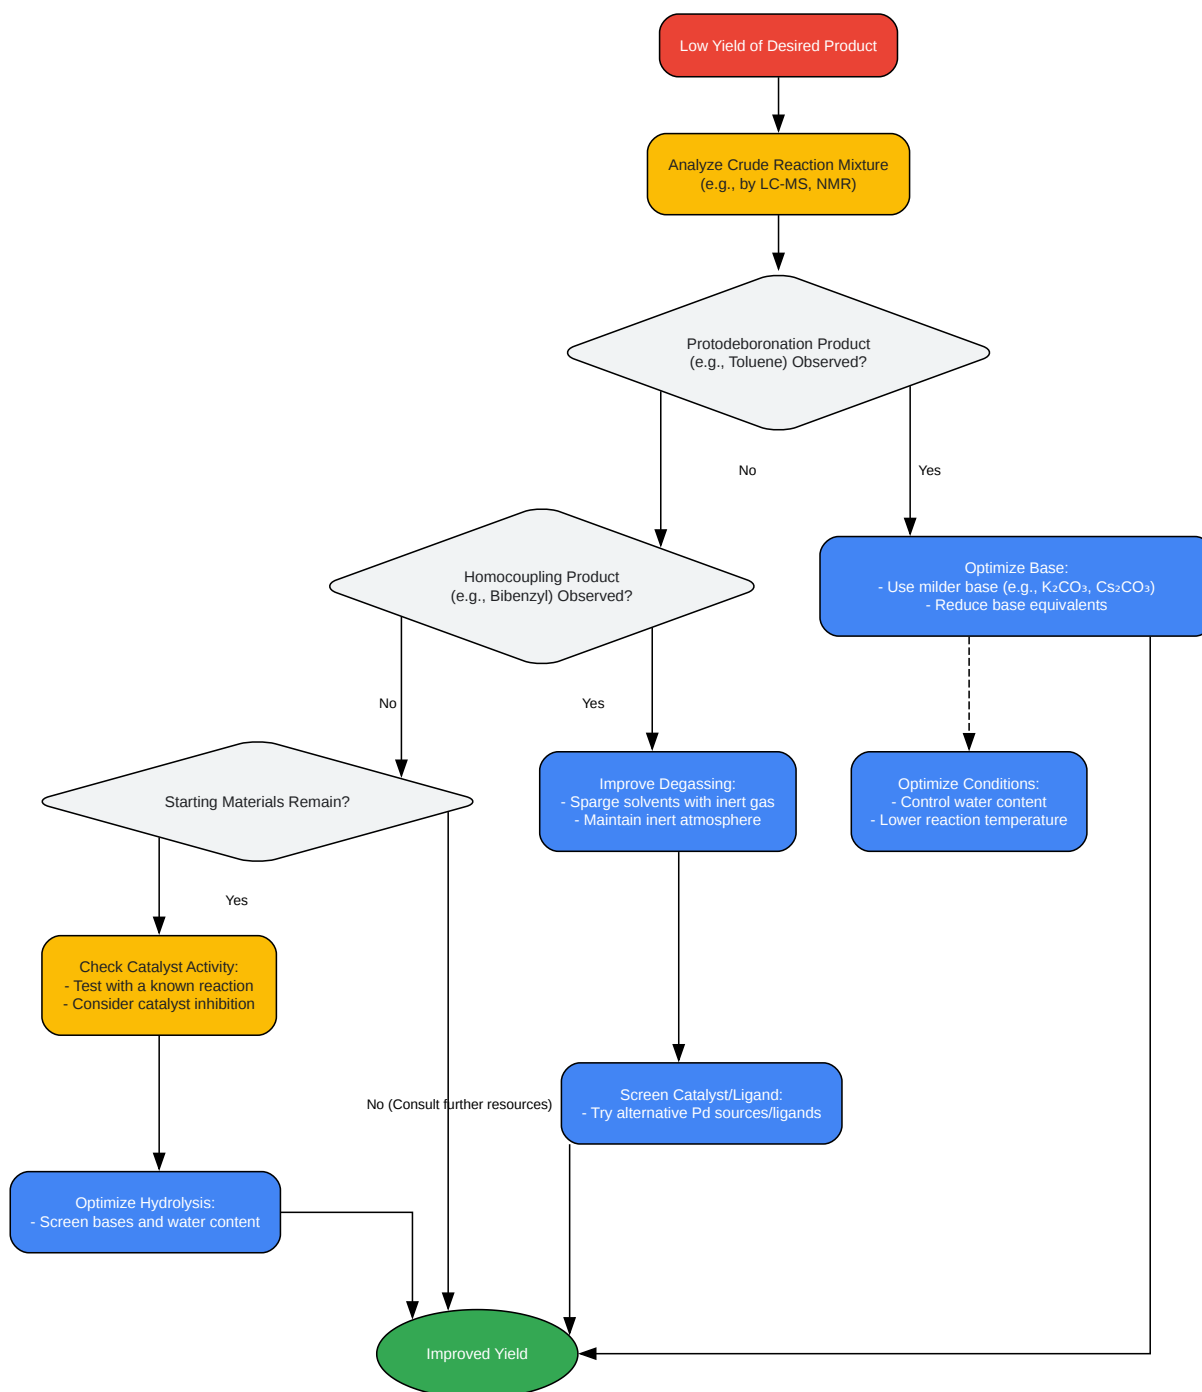 Low Yield of Desired Product
Analyze Crude Reaction Mixture
(e.g., by LC-MS, NMR)
Protodeboronation Product
(e.g., Toluene) Observed?
No
Yes
Homocoupling Product
(e.g., Bibenzyl) Observed?
Optimize Base:
- Use milder base (e.g., K₂CO₃, Cs₂CO₃)
- Reduce base equivalents
No
Yes
Starting Materials Remain?
Improve Degassing:
- Sparge solvents with inert gas
- Maintain inert atmosphere
Optimize Conditions:
- Control water content
- Lower reaction temperature
Yes
Check Catalyst Activity:
- Test with a known reaction
- Consider catalyst inhibition
No (Consult further resources)
Screen Catalyst/Ligand:
- Try alternative Pd sources/ligands
Optimize Hydrolysis:
- Screen bases and water content
Improved Yield